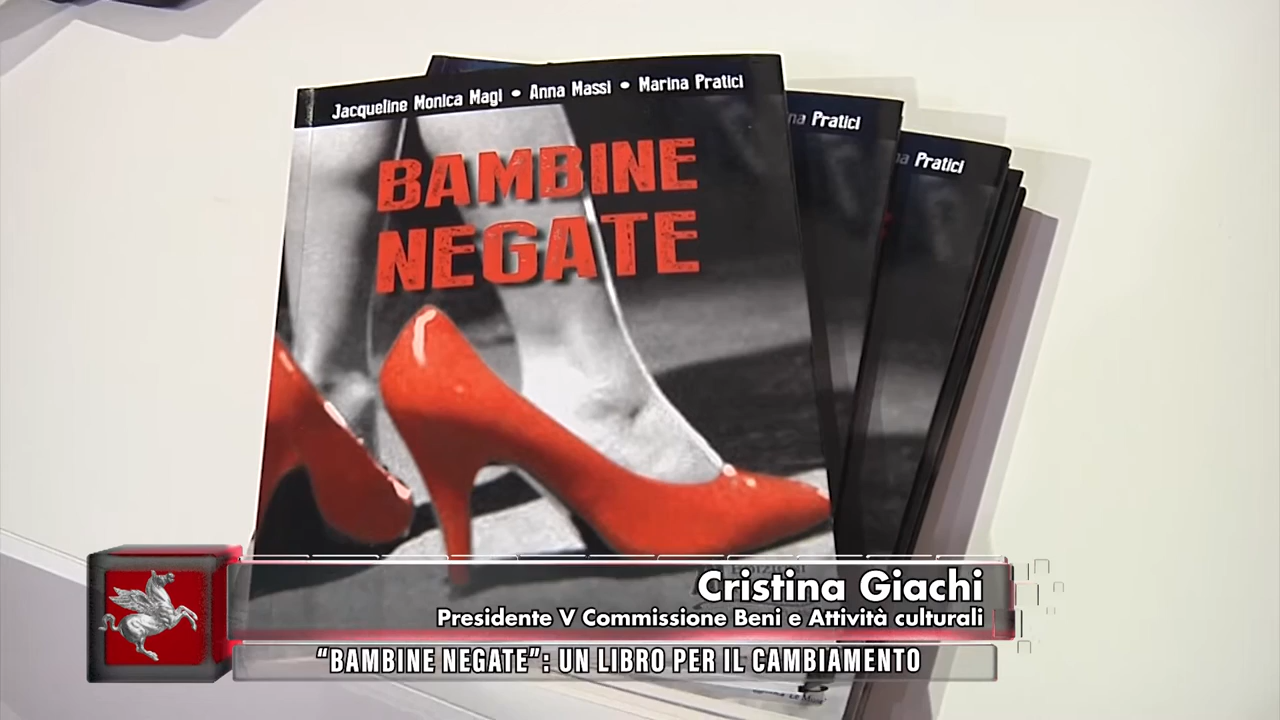 Jacqueline Monica Magi • Anna Massi • Marina Pratici
BAMBINE
NEGATE
na Pratici
na Pratici
Cristina Giachi
Presidente V Commissione Beni e Attività culturali
“BAMBINE NEGATE”: UN LIBRO PER IL CAMBIAMENTO